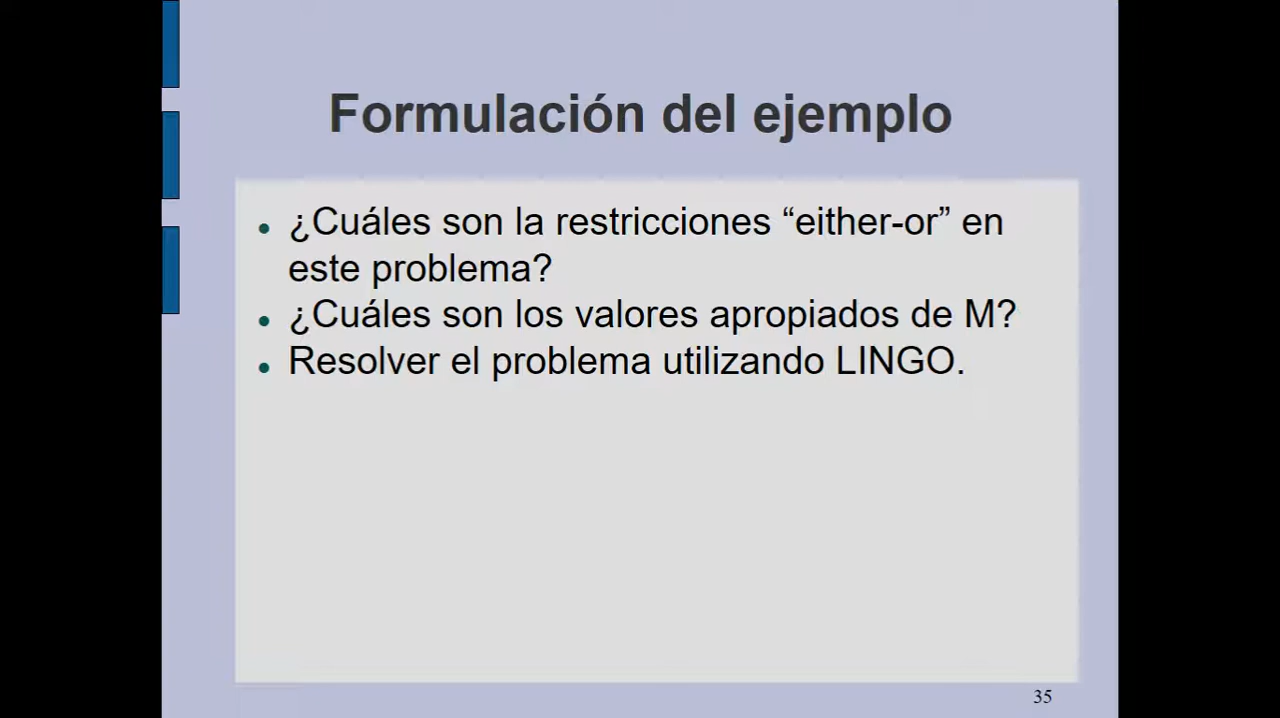 Formulación del ejemplo
¿Cuáles son la restricciones “either-or” en
este problema?
¿Cuáles son los valores apropiados de M?
Resolver el problema utilizando LINGO.
35